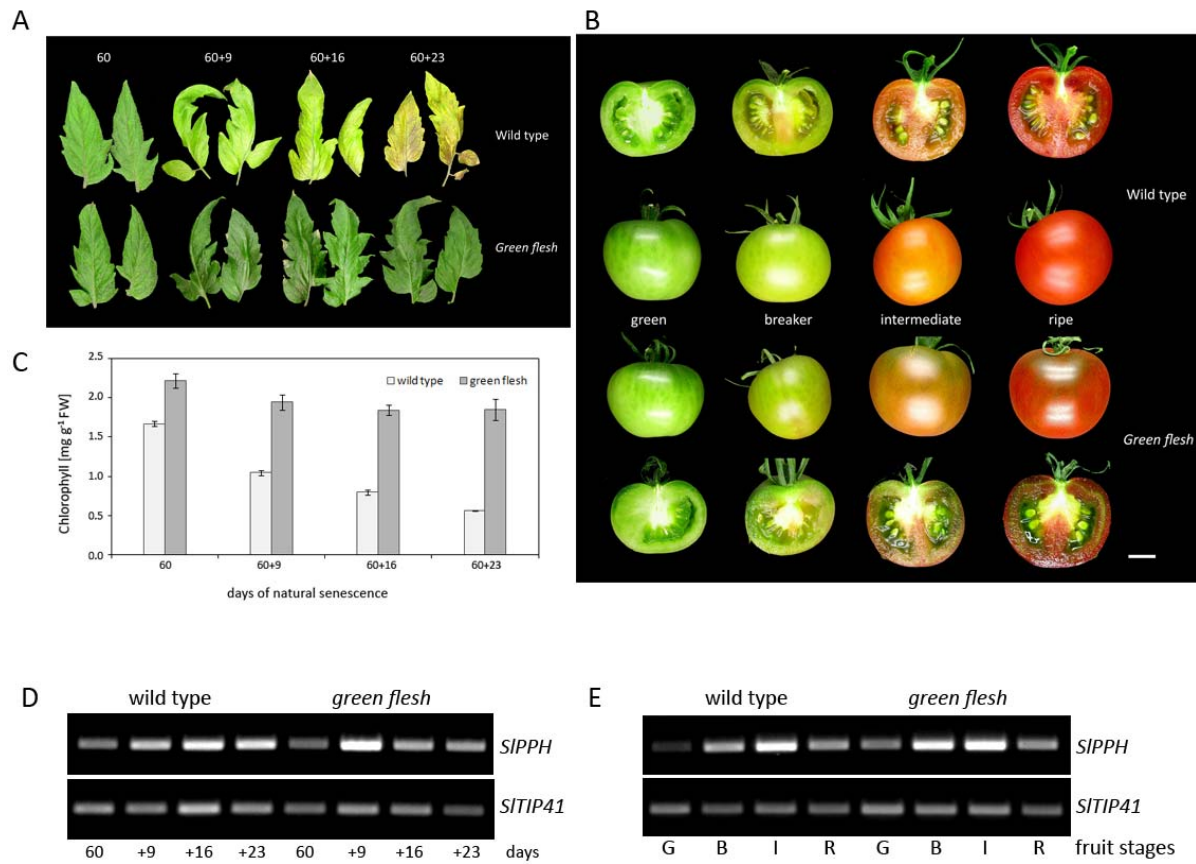 A
60 60+9 60+16 60+23
Wild type
Green flesh
B
Wild type
green breaker intermediate ripe
Green flesh
C
2.5
2.0
1.5
1.0
0.5
0.0
Chlorophyll [mg g⁻¹ FW]
wild type green flesh
60 60+9 60+16 60+23
days of natural senescence
D
wild type green flesh
SlPPH
SlTIP41
60 +9 +16 +23 60 +9 +16 +23 days
E
wild type green flesh
SlPPH
SlTIP41
G B I R G B I R fruit stages